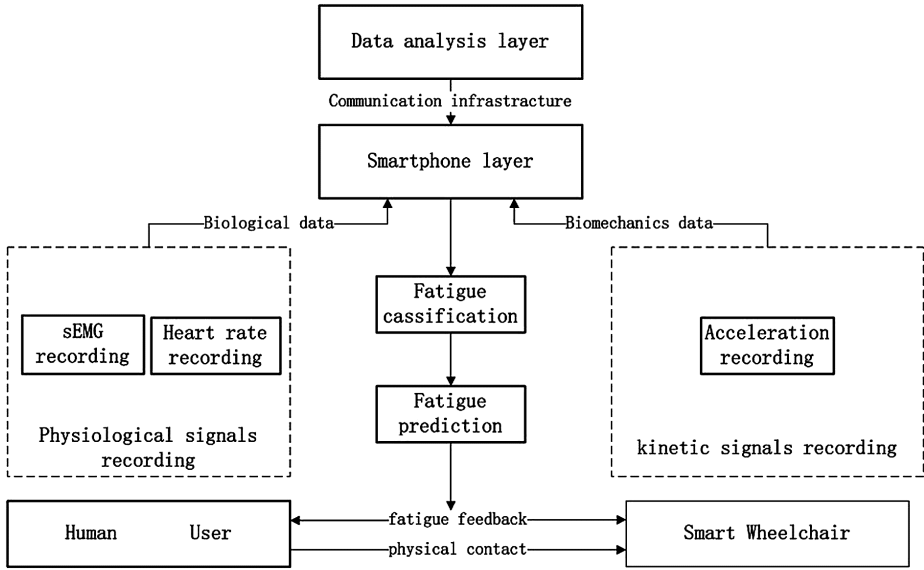 Data analysis layer
Communication infrastracture
Smartphone layer
Biological data
Biomechanics data
Fatigue
cassification
sEMG
recording
Heart rate
recording
Acceleration
recording
Fatigue
prediction
Physiological signals
recording
kinetic signals recording
Human User
fatigue feedback
physical contact
Smart Wheelchair